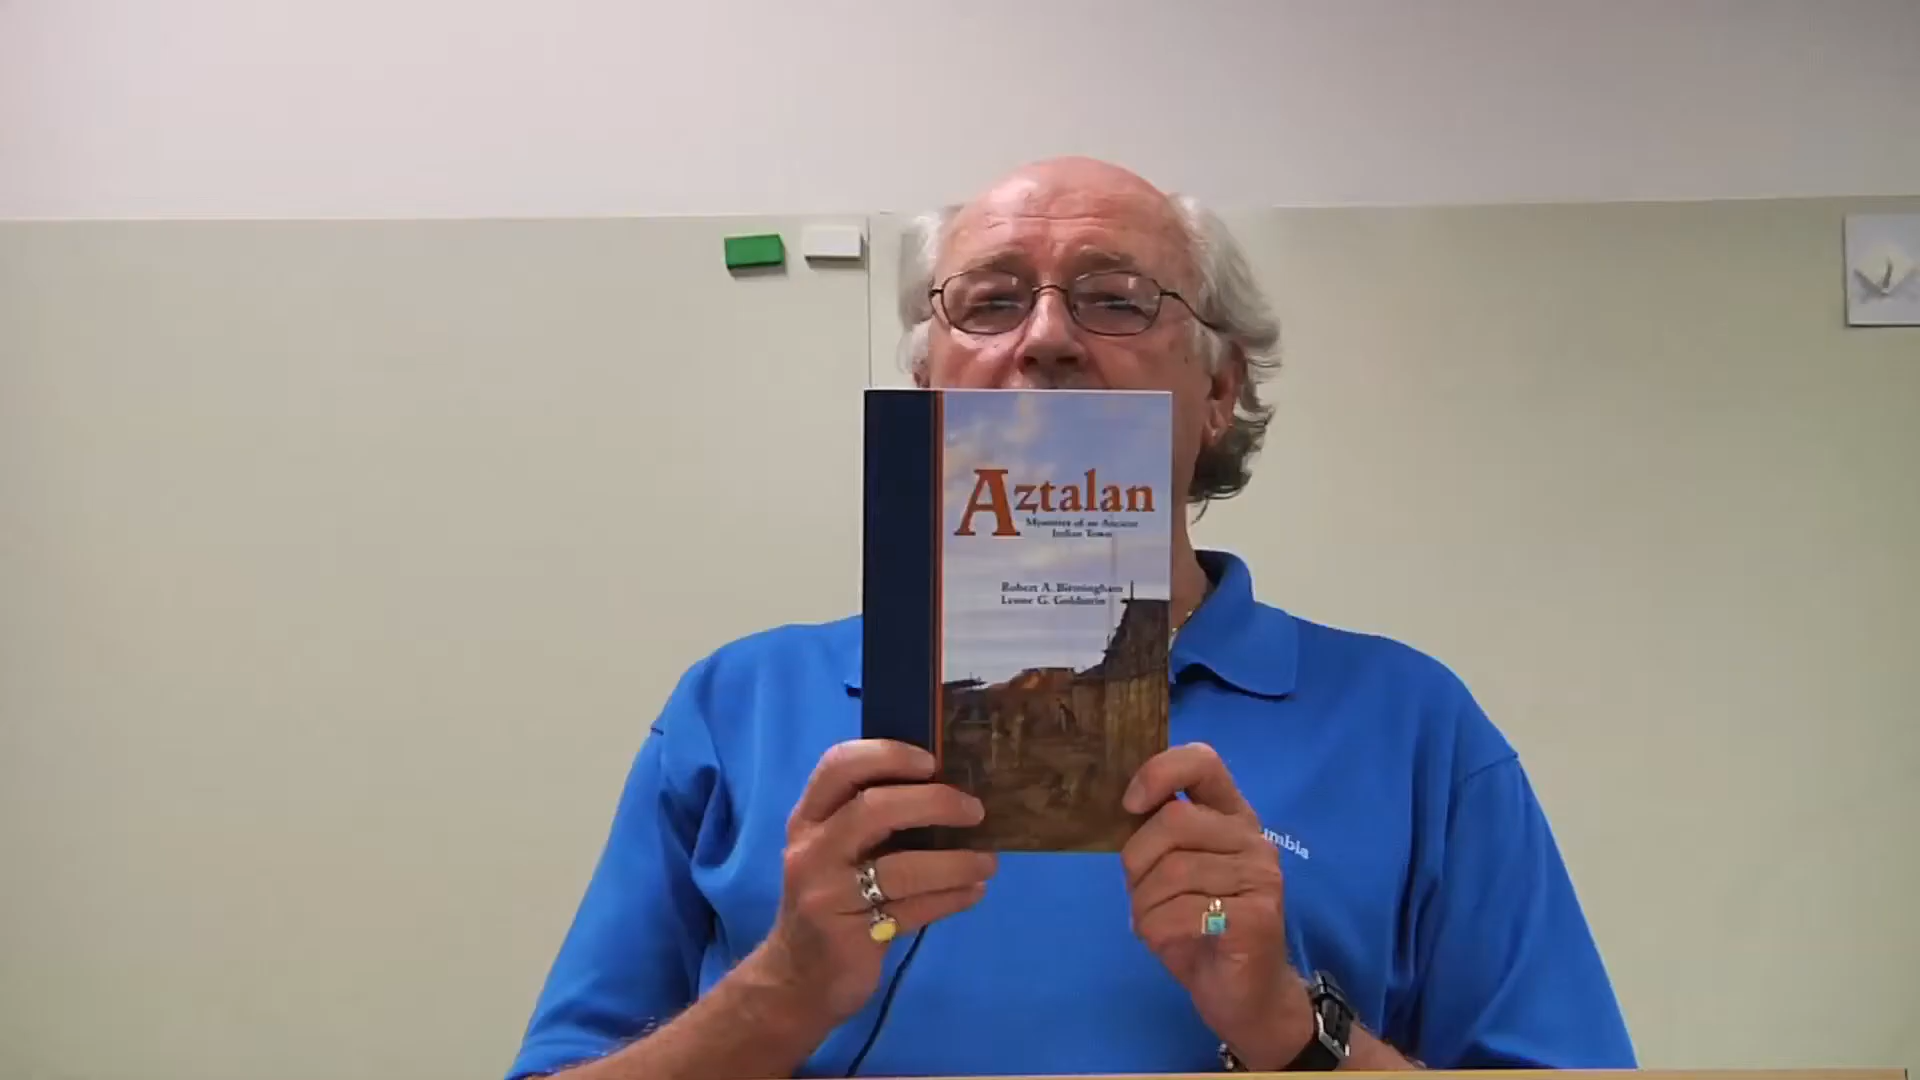 Aztalan
Mysteries of an Ancient
Indian Town
Robert A. Birmingham
Lynne G. Goldstein
umbia